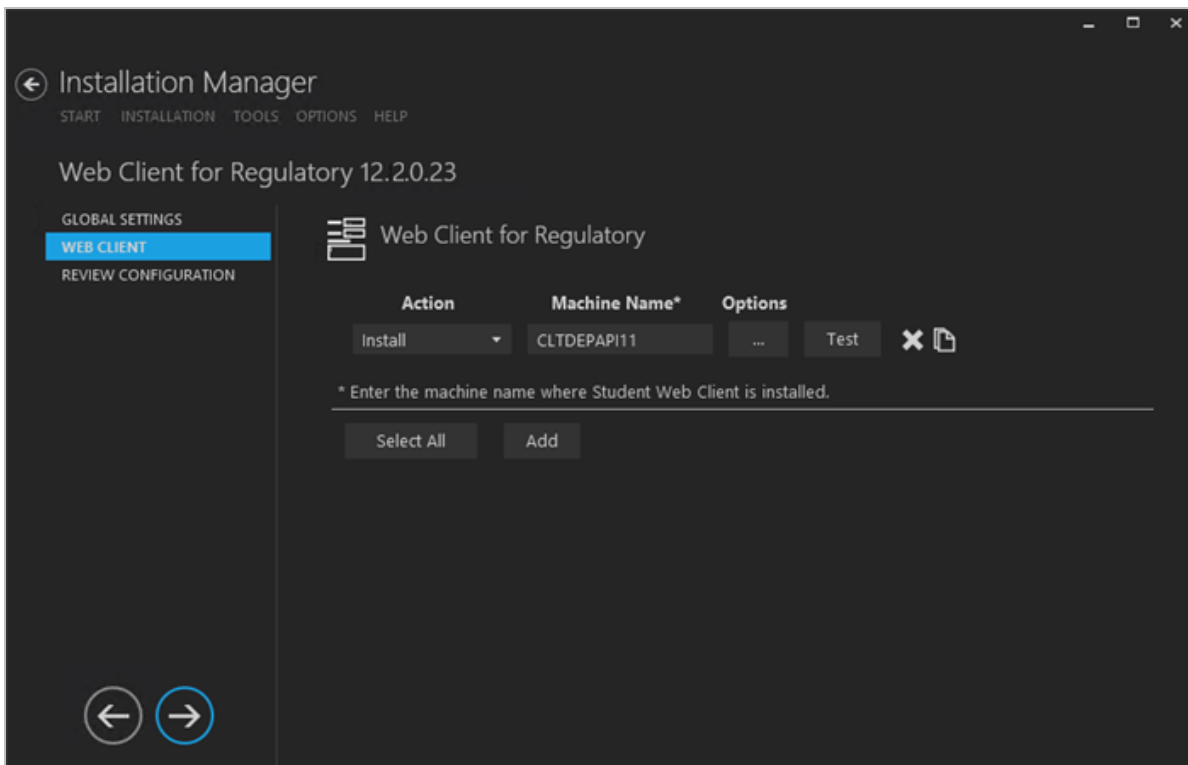 Installation Manager
START INSTALLATION TOOLS OPTIONS HELP
Web Client for Regulatory 12.2.0.23
GLOBAL SETTINGS
WEB CLIENT
REVIEW CONFIGURATION
Web Client for Regulatory
Action Machine Name* Options
Install CLTDEPAPI11 ... Test
* Enter the machine name where Student Web Client is installed.
Select All Add